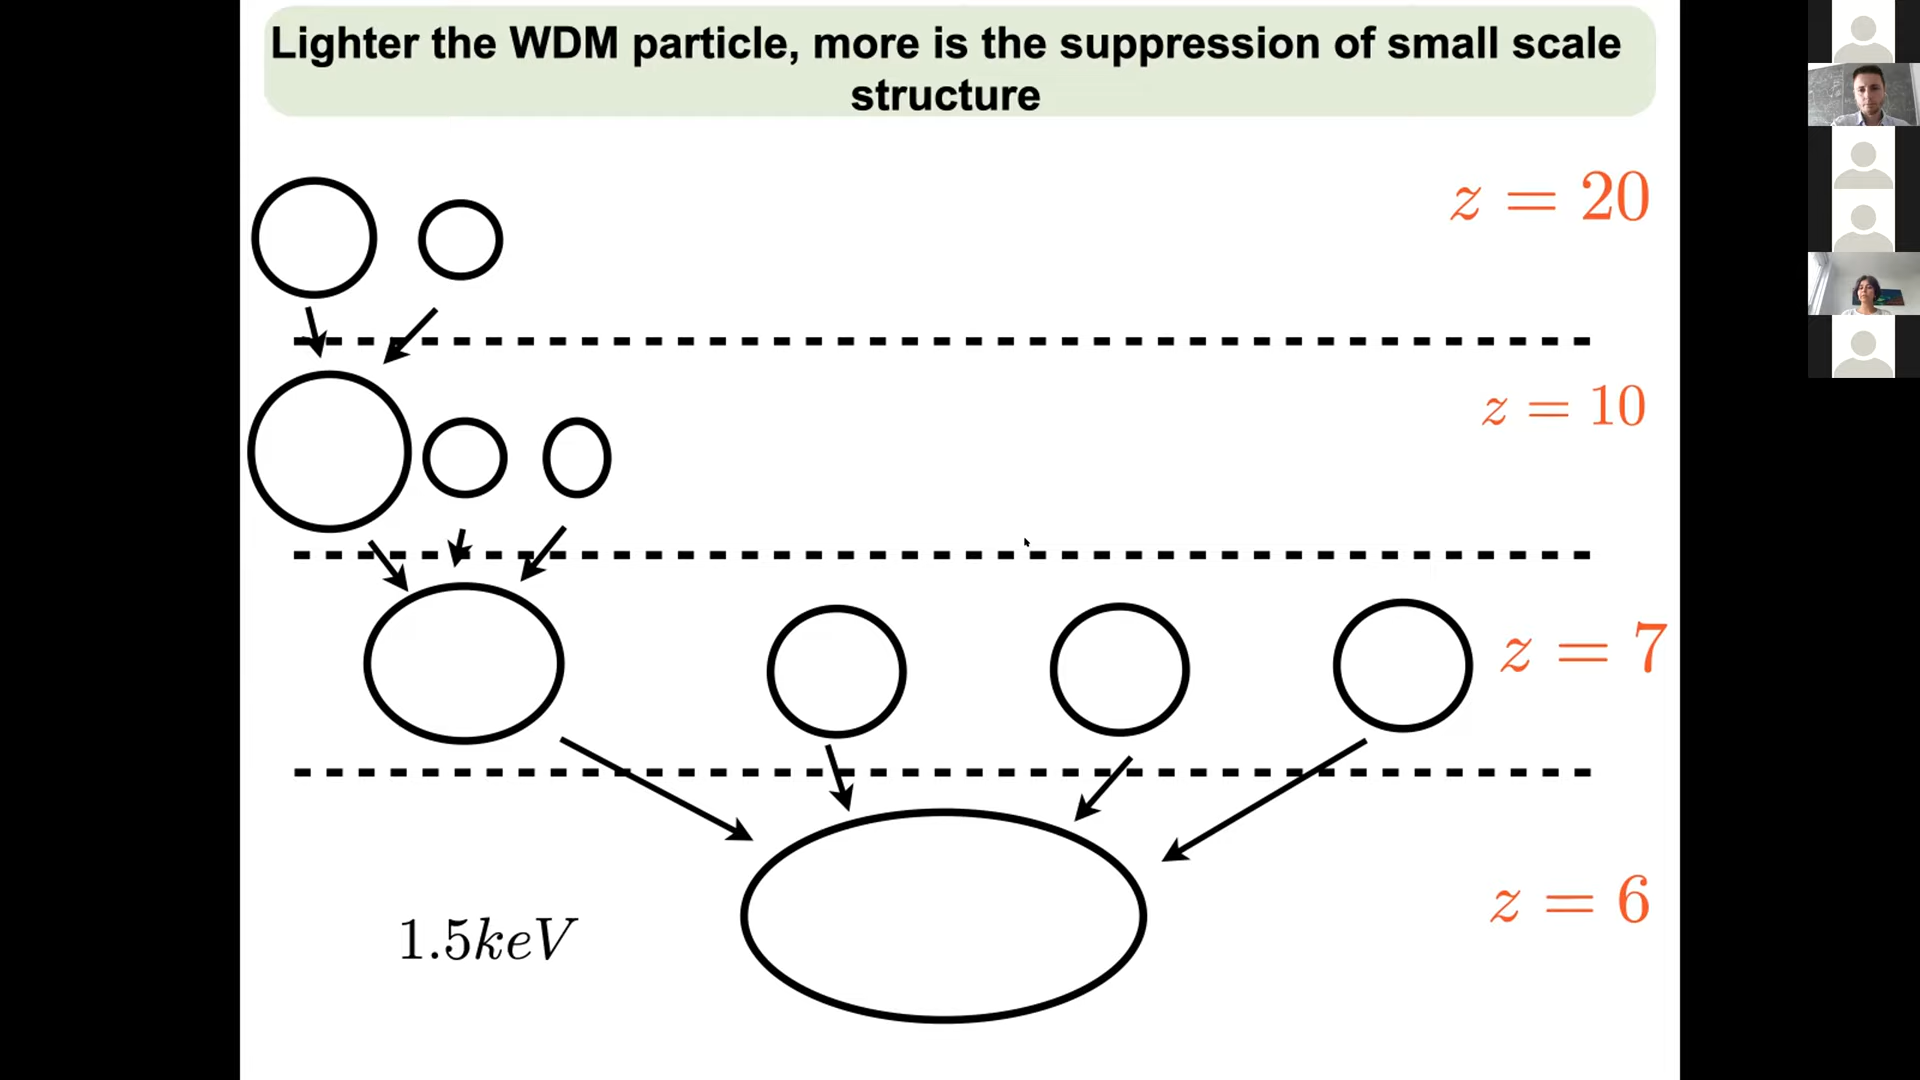 Lighter the WDM particle, more is the suppression of small scale
structure
z = 20
z = 10
z = 7
z = 6
1.5keV